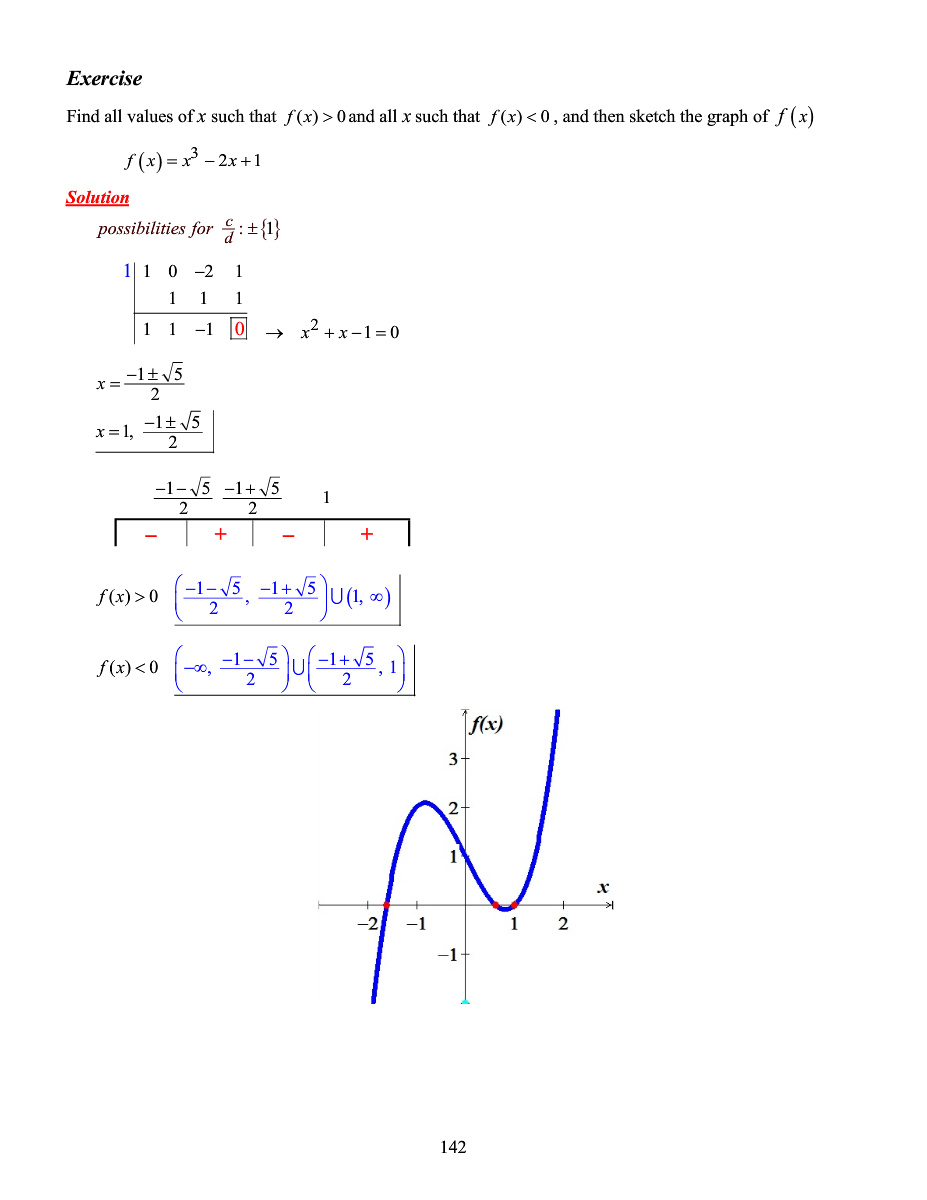 Exercise
Find all values of x such that f(x) > 0 and all x such that f(x) < 0 , and then sketch the graph of f(x)
f(x) = x³ − 2x + 1
Solution
possibilities for c/d : ±{1}
1 | 1 0 −2 1
1 1 1
1 1 −1 0 → x² + x − 1 = 0
x = (−1 ± √5)/2
x = 1, (−1 ± √5)/2
(−1 − √5)/2 (−1 + √5)/2 1
− + − +
f(x) > 0 ((−1 − √5)/2, (−1 + √5)/2) ∪ (1, ∞)
f(x) < 0 (−∞, (−1 − √5)/2) ∪ ((−1 + √5)/2, 1)
f(x)
3
2
1
x
−2 −1 1 2
−1
142